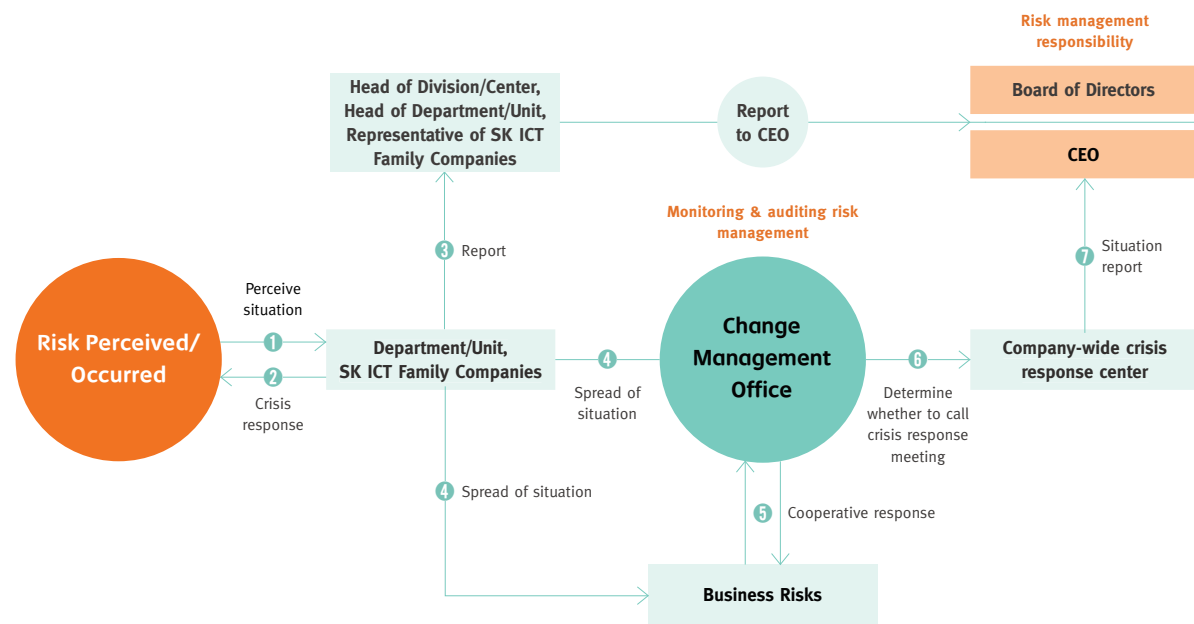 Risk management
responsibility
Head of Division/Center,
Head of Department/Unit,
Representative of SK ICT
Family Companies
Report
to CEO
Board of Directors
CEO
Monitoring & auditing risk
management
3 Report
7 Situation
report
Risk Perceived/
Occurred
Perceive
situation
1
2
Crisis
response
Department/Unit,
SK ICT Family Companies
4
Spread of
situation
Change
Management
Office
6
Determine
whether to call
crisis response
meeting
Company-wide crisis
response center
4 Spread of situation
5 Cooperative response
Business Risks